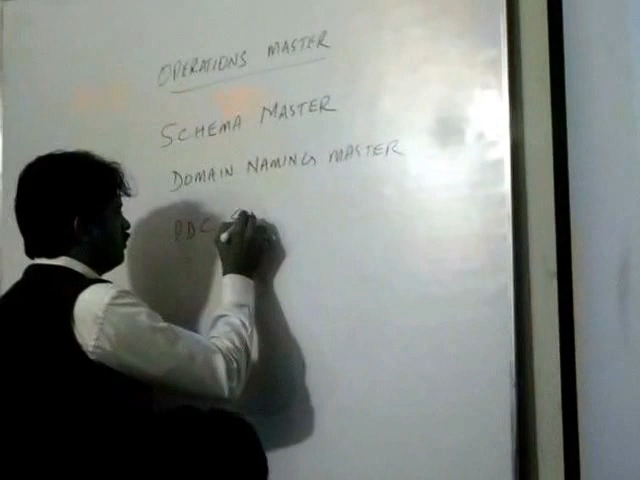 OPERATIONS MASTER
SCHEMA MASTER
DOMAIN NAMING MASTER
PDC